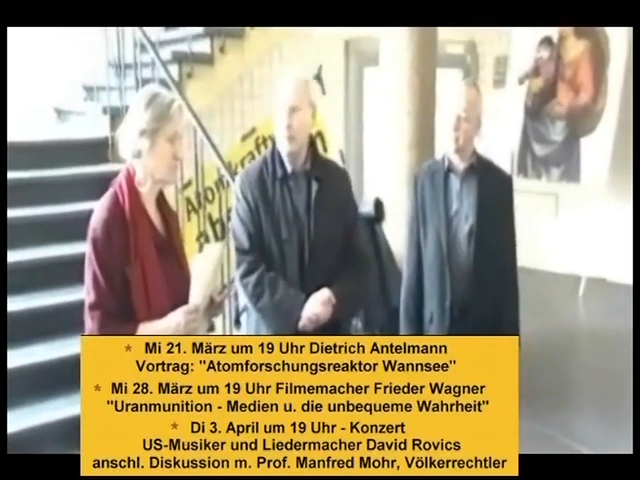 Atomkraftw
ab
* Mi 21. März um 19 Uhr Dietrich Antelmann
Vortrag: "Atomforschungsreaktor Wannsee"
* Mi 28. März um 19 Uhr Filmemacher Frieder Wagner
"Uranmunition - Medien u. die unbequeme Wahrheit"
* Di 3. April um 19 Uhr - Konzert
US-Musiker und Liedermacher David Rovics
anschl. Diskussion m. Prof. Manfred Mohr, Völkerrechtler